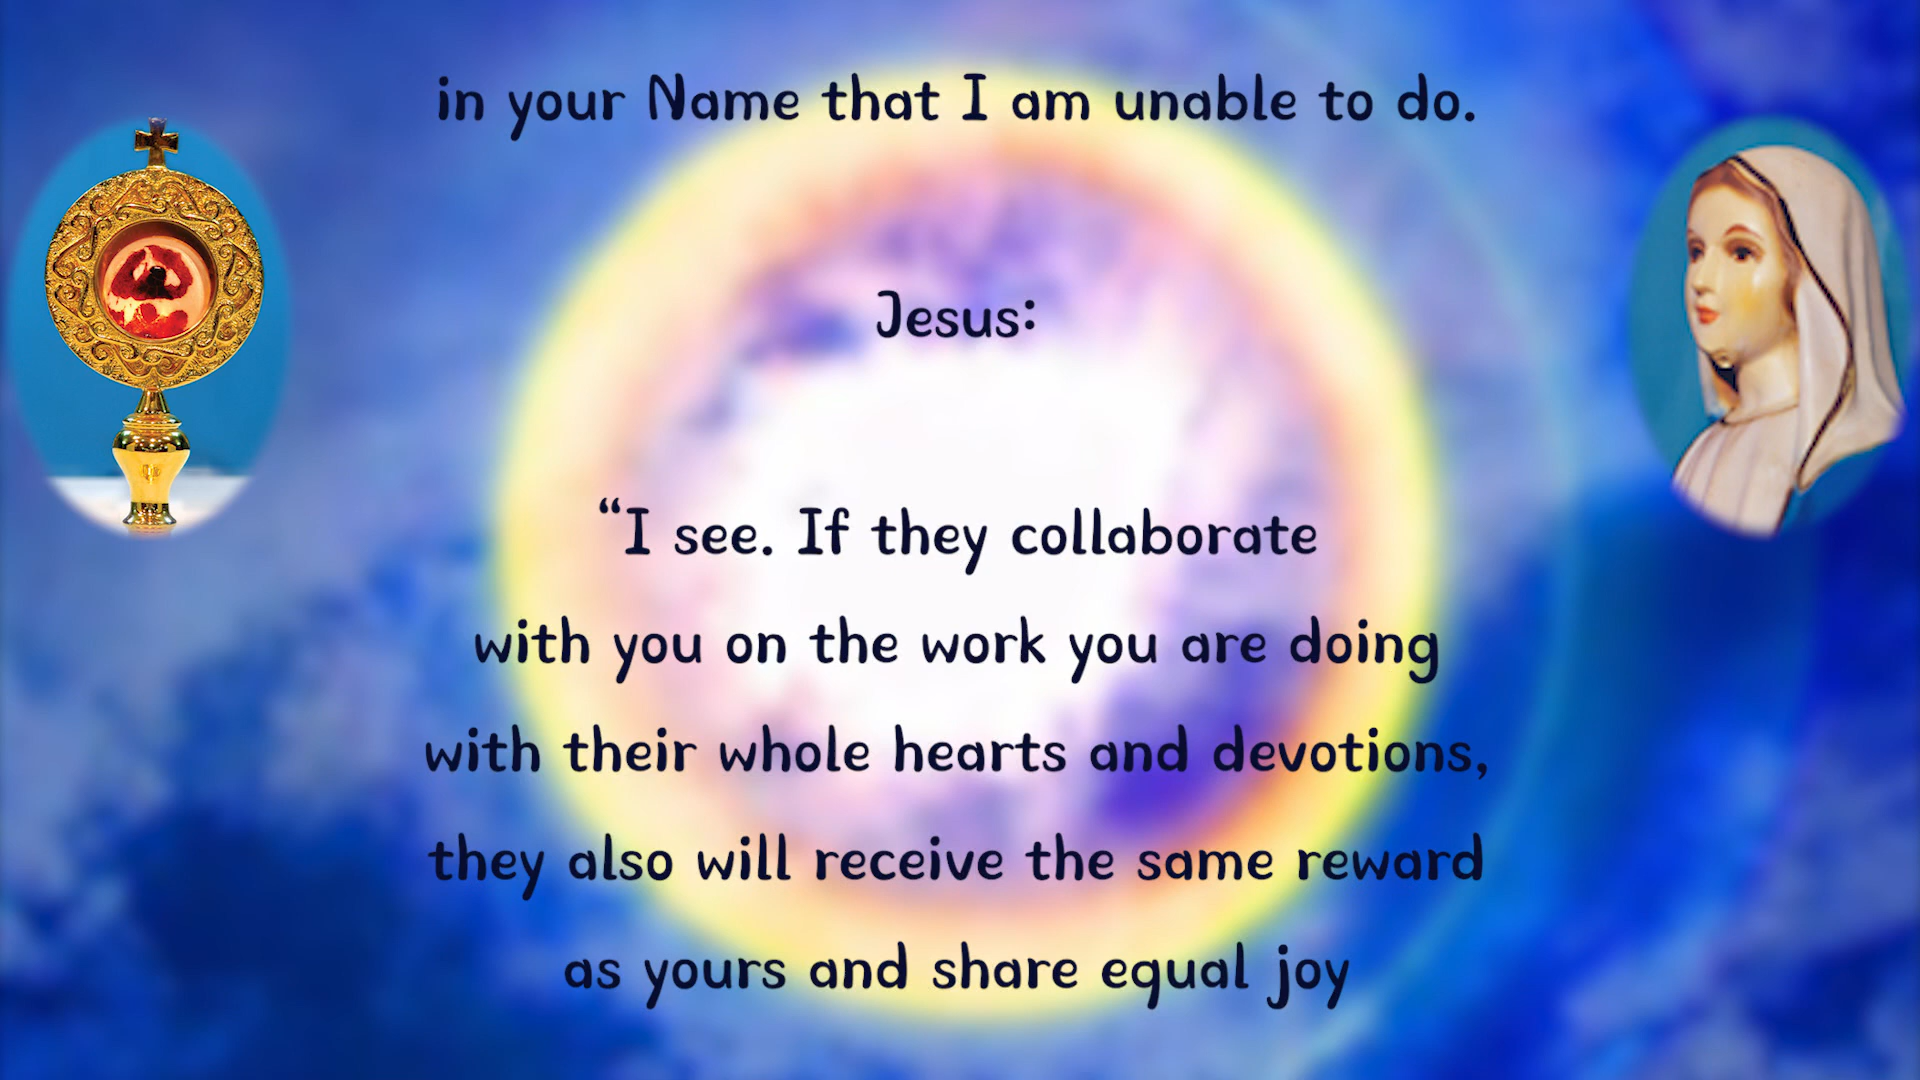 in your Name that I am unable to do.
Jesus:
“I see. If they collaborate
with you on the work you are doing
with their whole hearts and devotions,
they also will receive the same reward
as yours and share equal joy